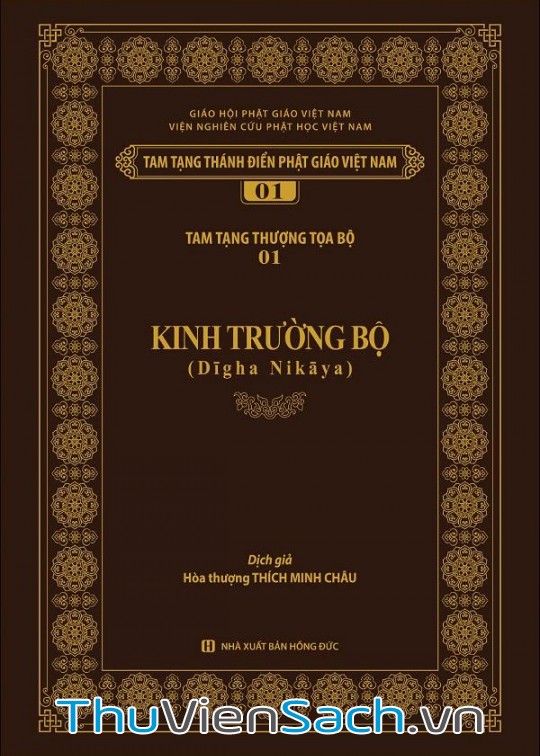 GIÁO HỘI PHẬT GIÁO VIỆT NAM
VIỆN NGHIÊN CỨU PHẬT HỌC VIỆT NAM
TAM TẠNG THÁNH ĐIỂN PHẬT GIÁO VIỆT NAM
01
TAM TẠNG THƯỢNG TỌA BỘ
01
KINH TRƯỜNG BỘ
(Dīgha Nikāya)
Dịch giả
Hòa thượng THÍCH MINH CHÂU
H NHÀ XUẤT BẢN HỒNG ĐỨC
ThuVienSach.vn